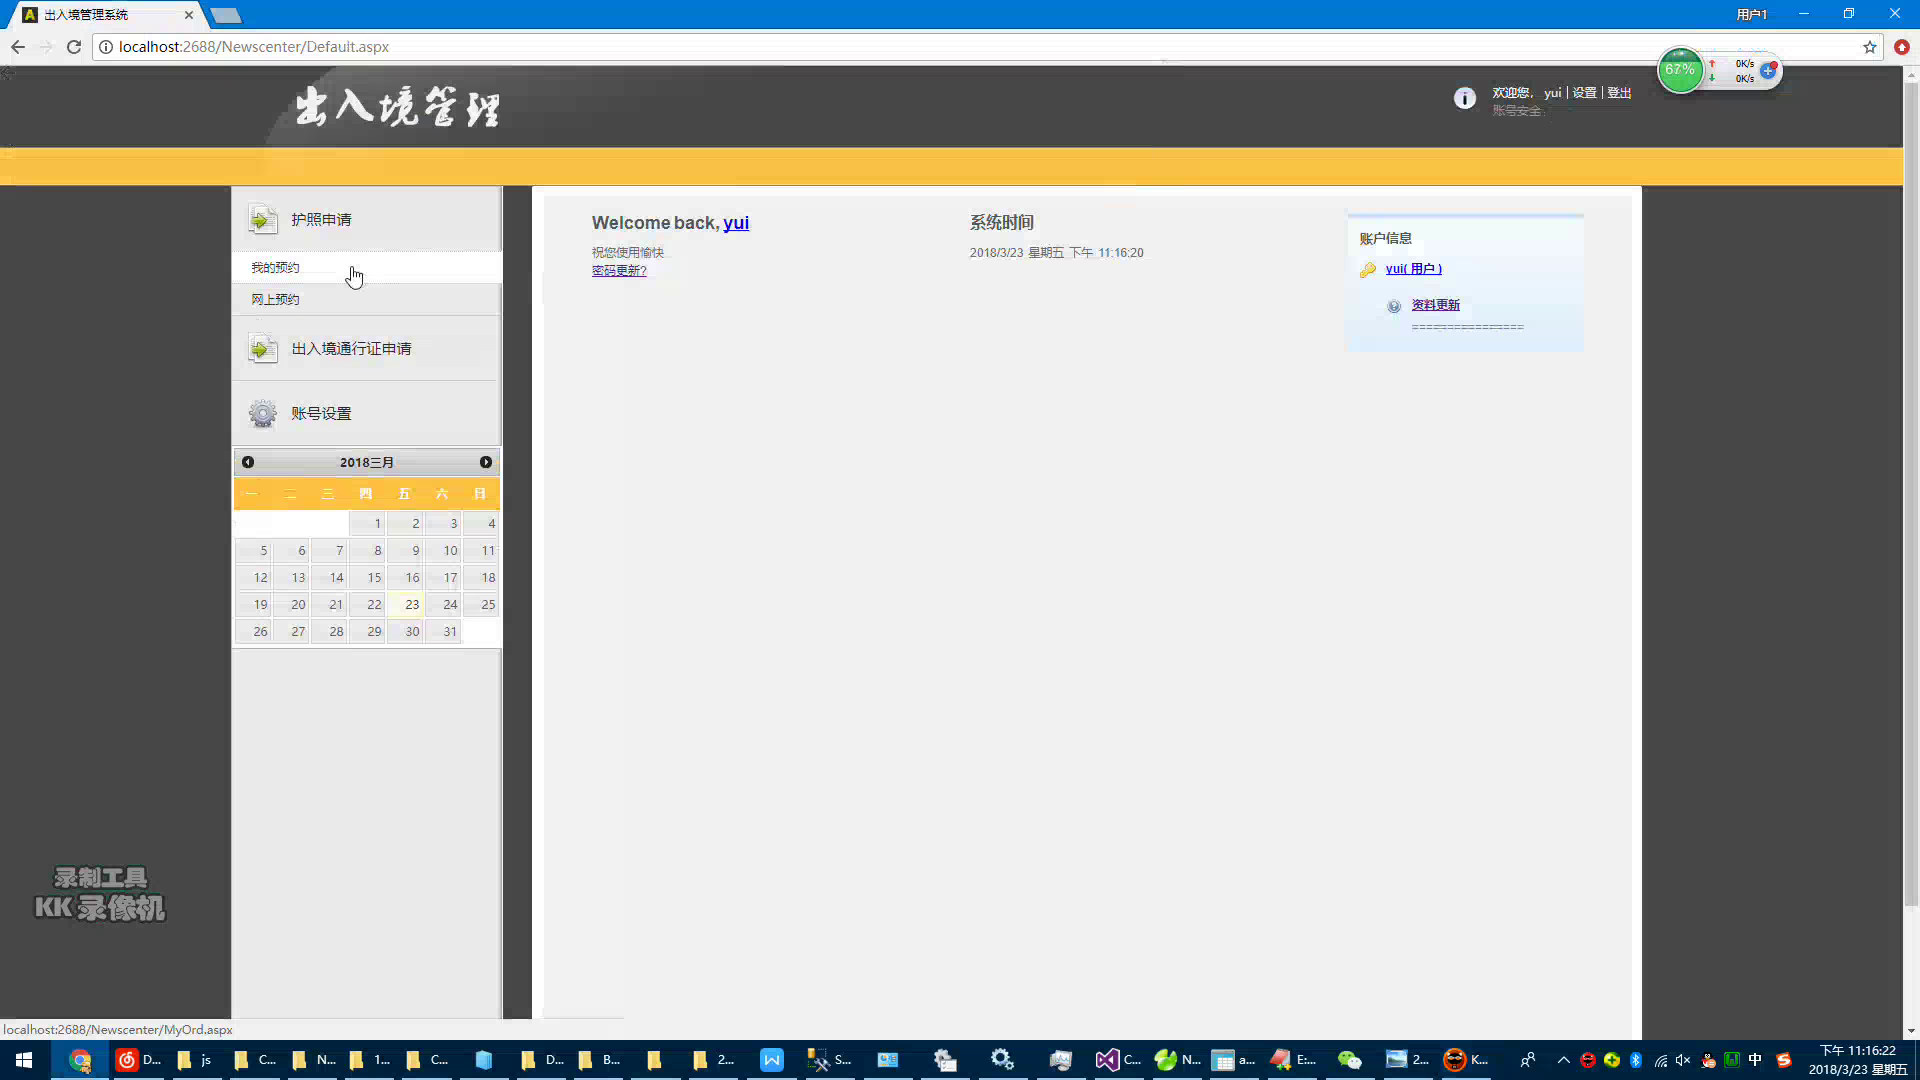 出入境管理系统
用户1
localhost:2688/Newscenter/Default.aspx
67%
0K/s
0K/s
出入境管理
欢迎您, yui | 设置 | 登出
账号安全:
护照申请
我的预约
网上预约
出入境通行证申请
账号设置
2018三月
一 二 三 四 五 六 日
1 2 3 4
5 6 7 8 9 10 11
12 13 14 15 16 17 18
19 20 21 22 23 24 25
26 27 28 29 30 31
Welcome back, yui
祝您使用愉快
密码更新?
系统时间
2018/3/23 星期五 下午 11:16:20
账户信息
yui( 用户 )
资料更新
================
录制工具
KK 录像机
localhost:2688/Newscenter/MyOrd.aspx
D... js C... N... 1... C... D... B... 2... S... C... N... a... E:... 2... K...
中
下午 11:16:22
2018/3/23 星期五